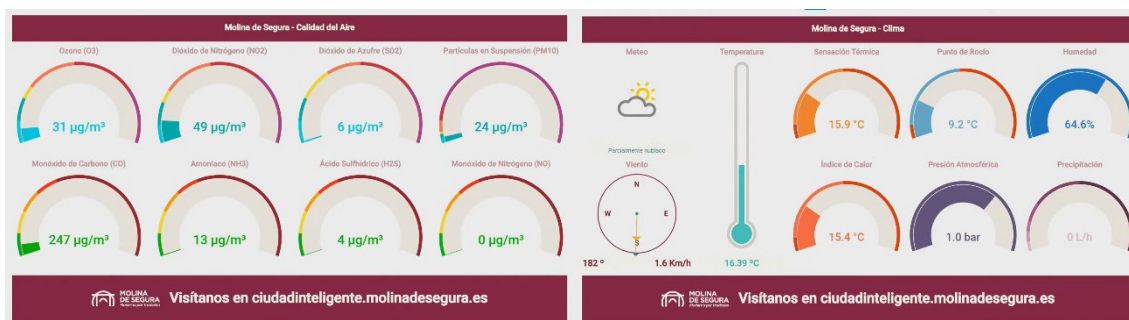 Molina de Segura - Calidad del Aire
Ozono (O3)
Dióxido de Nitrógeno (NO2)
Dióxido de Azufre (SO2)
Partículas en Suspensión (PM10)
31 µg/m³
49 µg/m³
6 µg/m³
24 µg/m³
Monóxido de Carbono (CO)
Amoníaco (NH3)
Ácido Sulfhídrico (H2S)
Monóxido de Nitrógeno (NO)
247 µg/m³
13 µg/m³
4 µg/m³
0 µg/m³
MOLINA
DE SEGURA
Visítanos en ciudadinteligente.molinadesegura.es
Molina de Segura - Clima
Meteo
Temperatura
Sensación Térmica
Punto de Rocío
Humedad
15.9 °C
9.2 °C
64.6%
Parcialmente nublado
Viento
Índice de Calor
Presión Atmosférica
Precipitación
N
W
E
S
15.4 °C
1.0 bar
0 L/h
182 º
1.6 Km/h
16.39 ºC
MOLINA
DE SEGURA
Visítanos en ciudadinteligente.molinadesegura.es